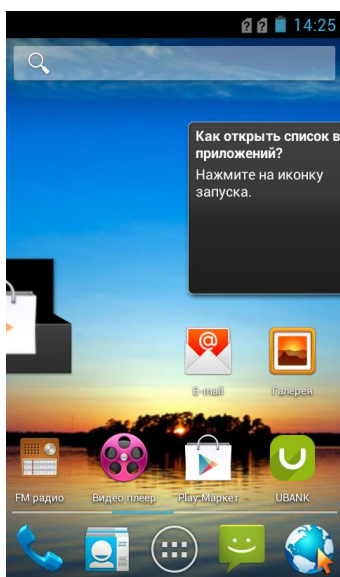 14:25
Как открыть список в
приложений?
Нажмите на иконку
запуска.
E-mail
Галерея
FM радио
Видео плеер
Play Маркет
UBANK